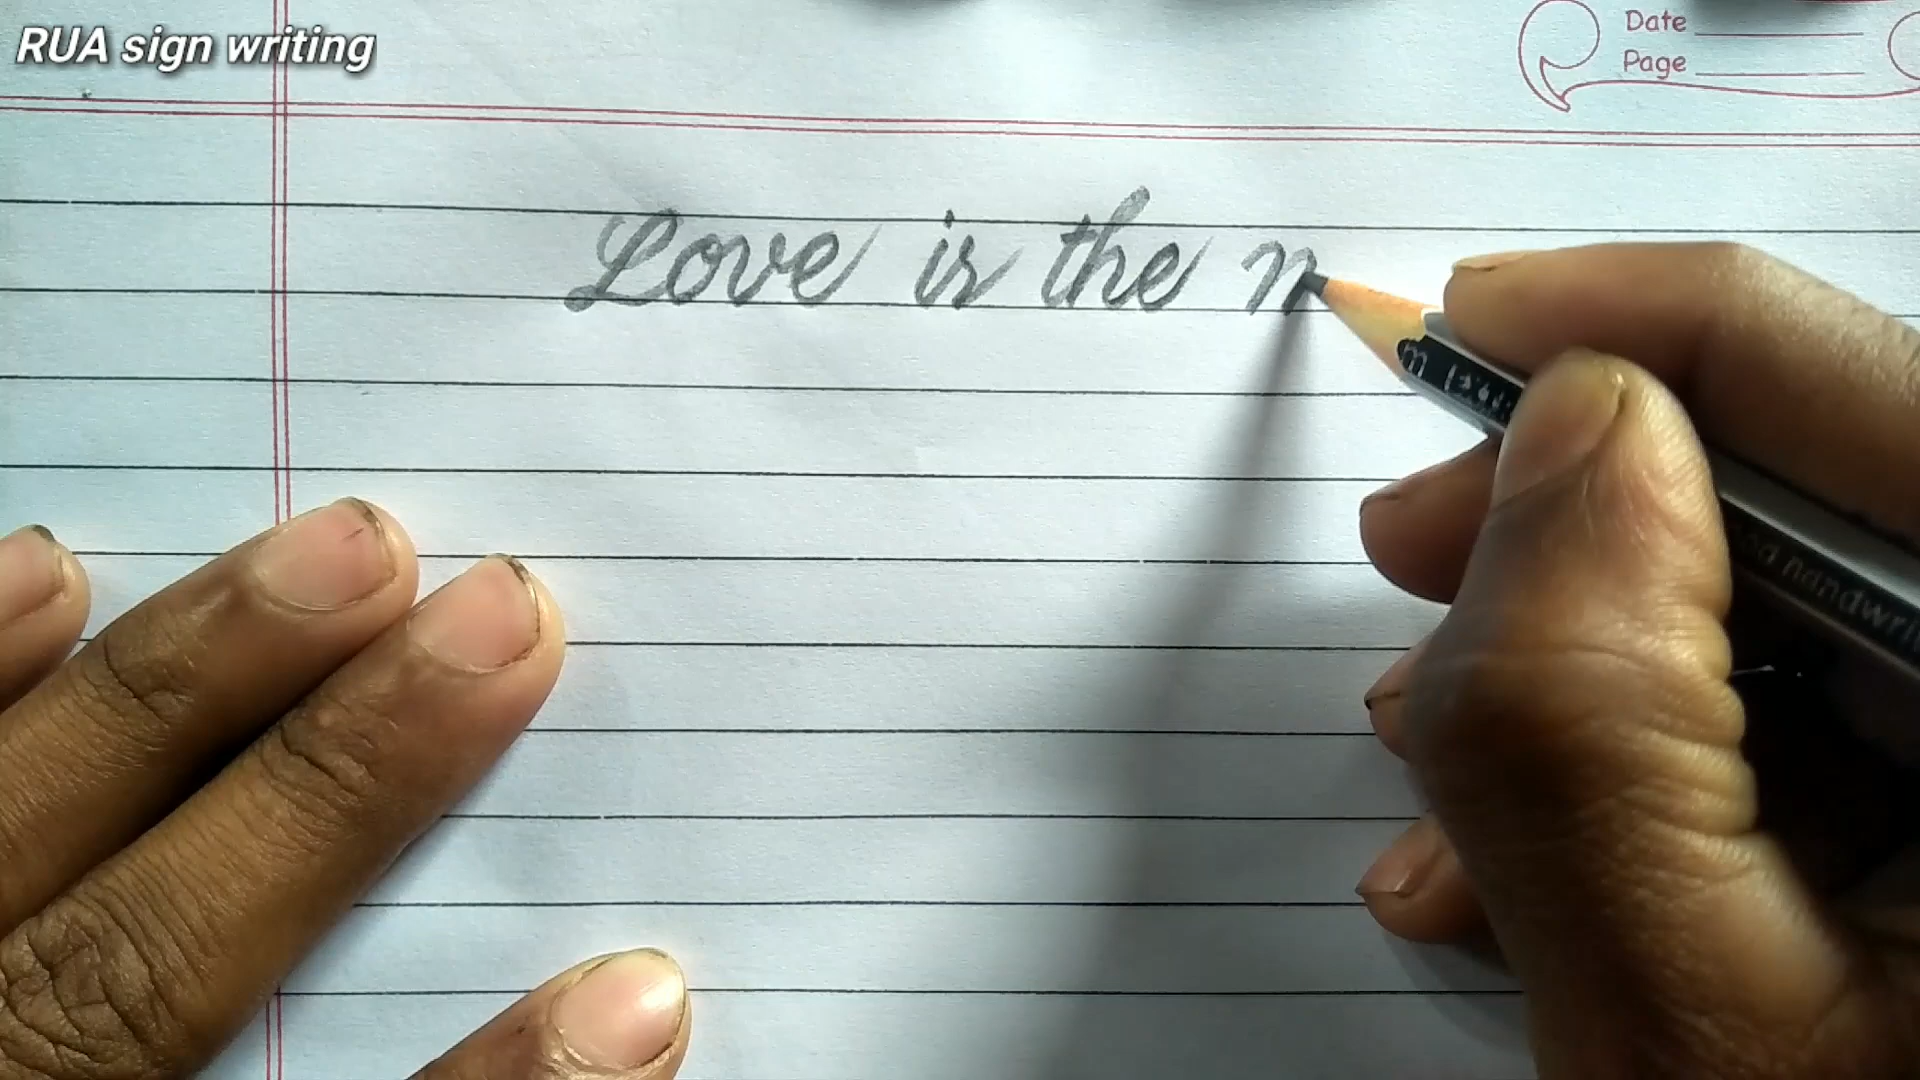 RUA sign writing
Date
Page
Love is the n